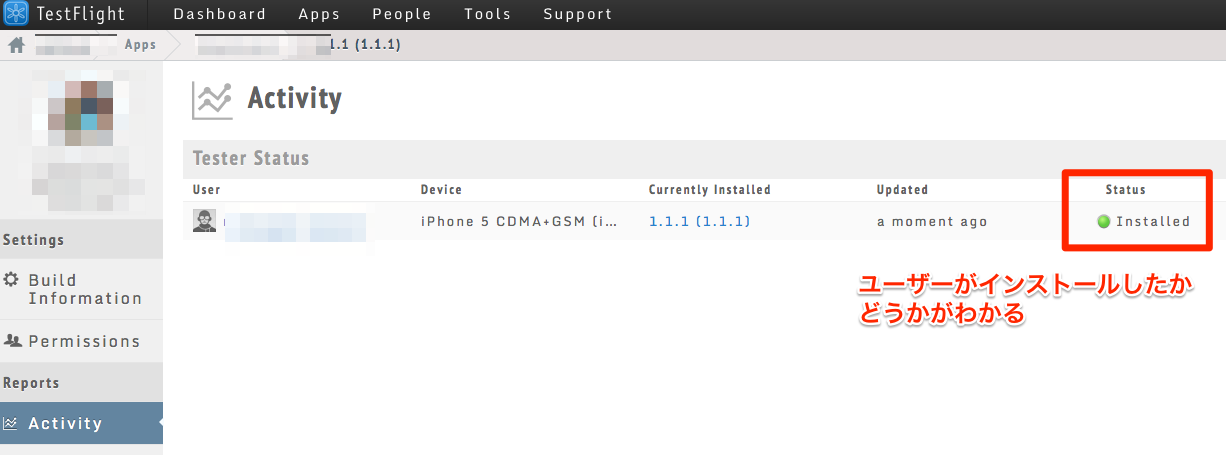 TestFlight Dashboard Apps People Tools Support
Apps 1.1 (1.1.1)
Activity
Tester Status
User Device Currently Installed Updated Status
iPhone 5 CDMA+GSM (i... 1.1.1 (1.1.1) a moment ago Installed
ユーザーがインストールしたか
どうかがわかる
Settings
Build
Information
Permissions
Reports
Activity